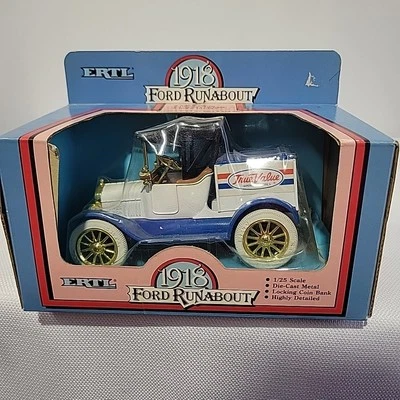 ERTL
1918
FORD RUNABOUT
True Value
ERTL
1918
FORD RUNABOUT
• 1/25 Scale
• Die-Cast Metal
• Locking Coin Bank
• Highly Detailed